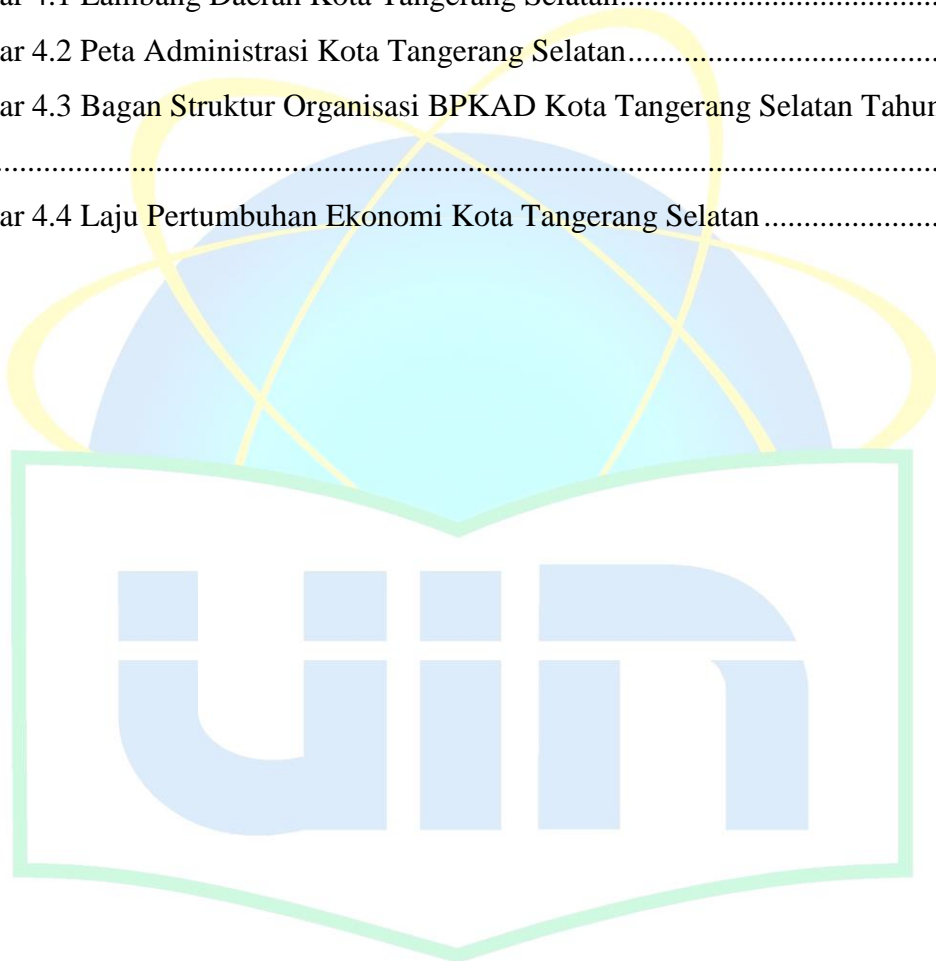 ar 4.1 Lambang Daerah Kota Tangerang Selatan..........................................
ar 4.2 Peta Administrasi Kota Tangerang Selatan.......................................
ar 4.3 Bagan Struktur Organisasi BPKAD Kota Tangerang Selatan Tahun
........................................................................................................................
ar 4.4 Laju Pertumbuhan Ekonomi Kota Tangerang Selatan......................
uin